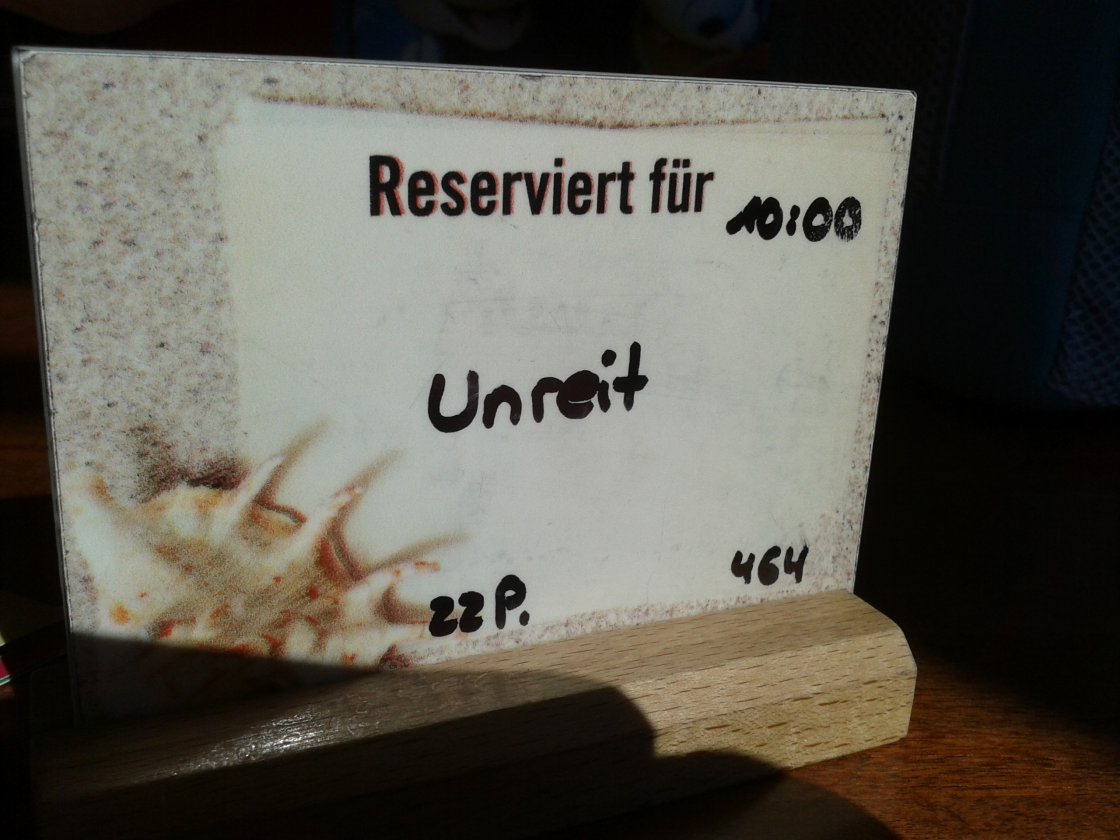 Reserviert für
10:00
Unreit
22 P.
464